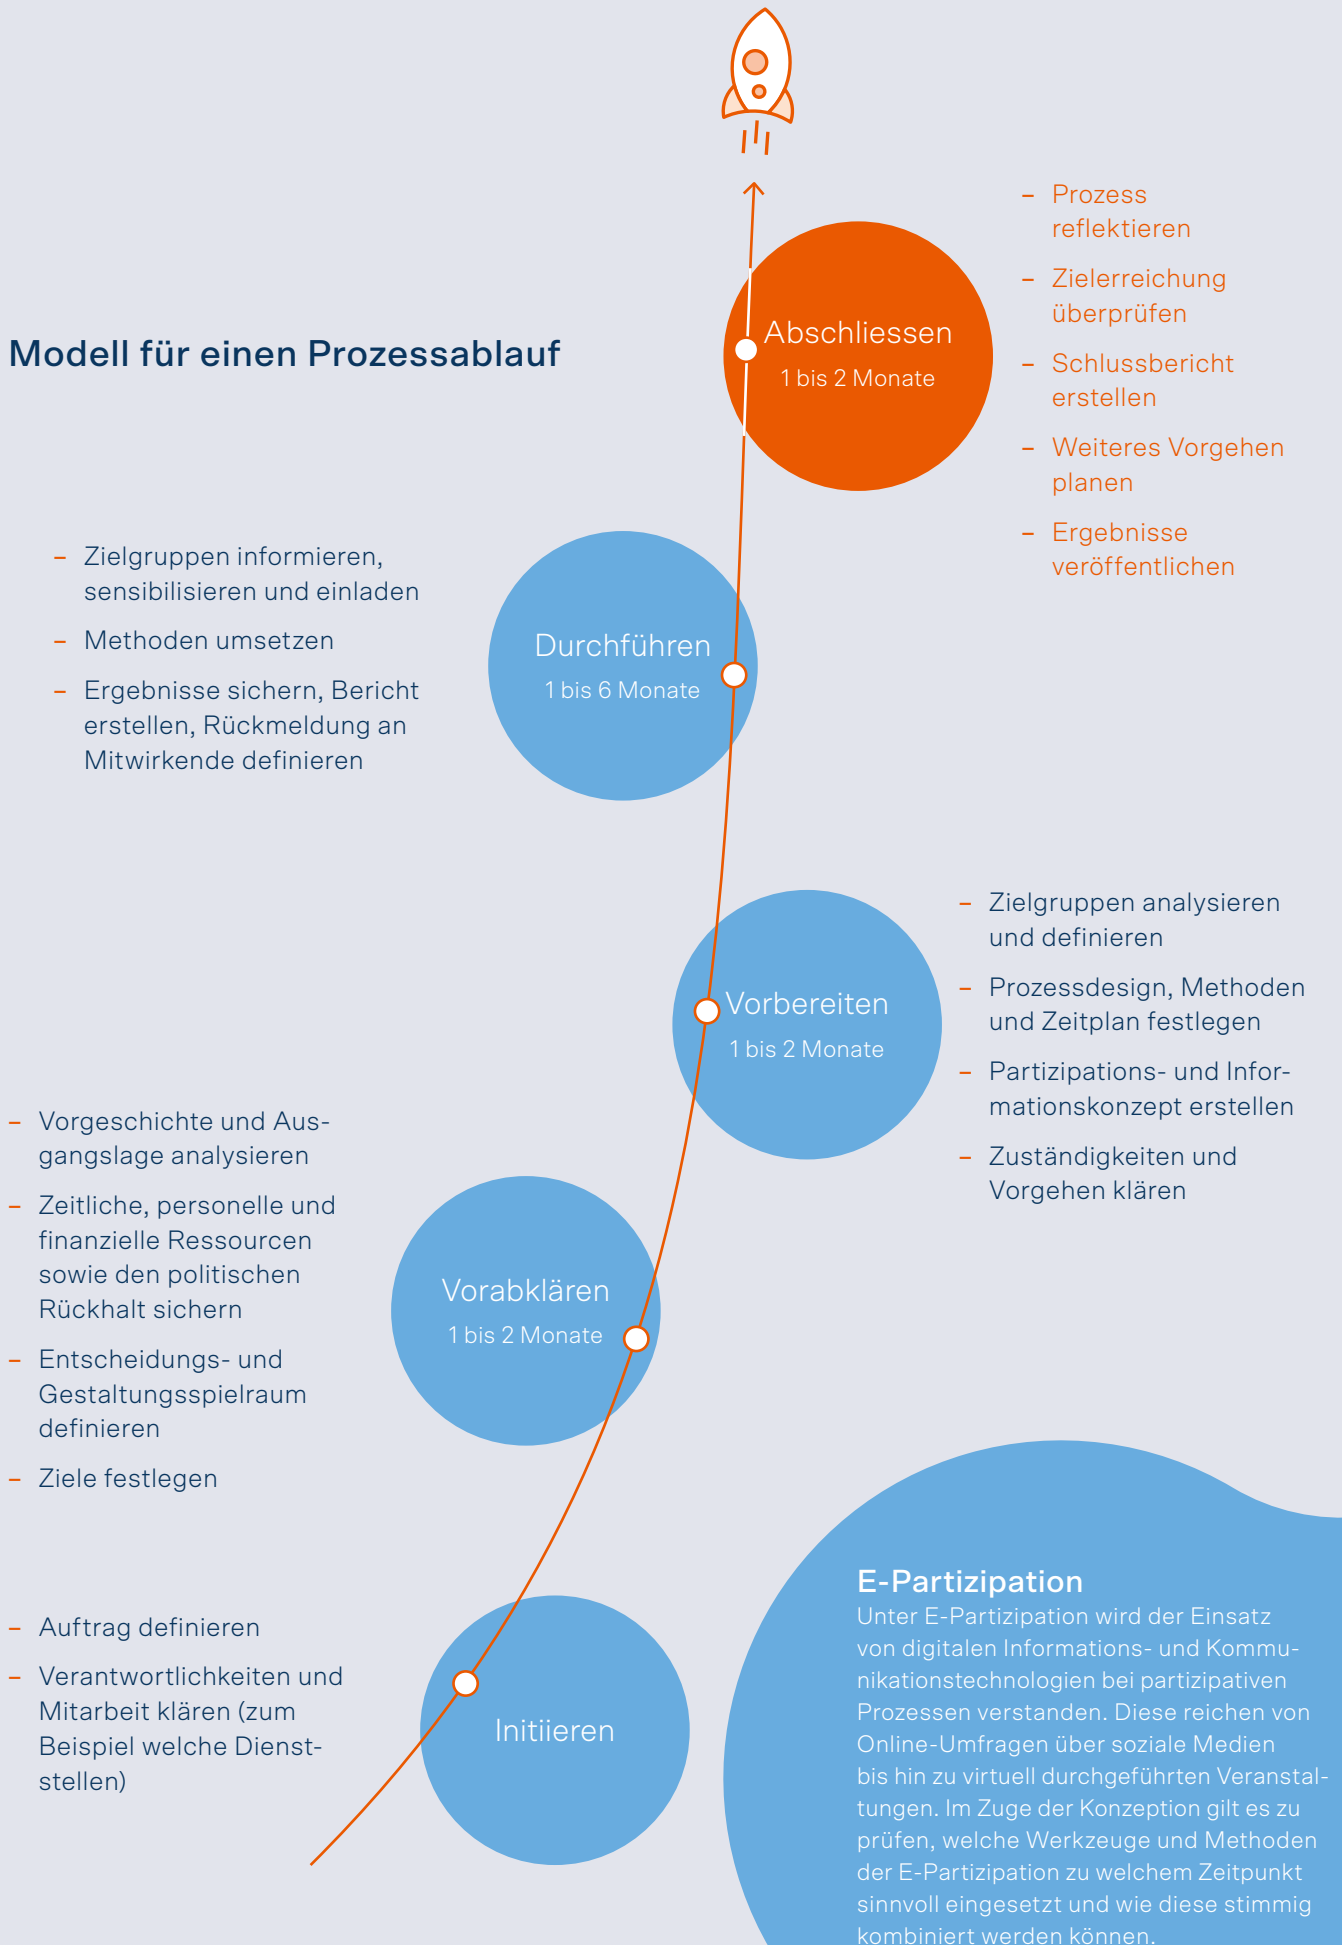 Modell für einen Prozessablauf
Abschliessen
1 bis 2 Monate
– Prozess
reflektieren
– Zielerreichung
überprüfen
– Schlussbericht
erstellen
– Weiteres Vorgehen
planen
– Ergebnisse
veröffentlichen
– Zielgruppen informieren,
sensibilisieren und einladen
– Methoden umsetzen
– Ergebnisse sichern, Bericht
erstellen, Rückmeldung an
Mitwirkende definieren
Durchführen
1 bis 6 Monate
Vorbereiten
1 bis 2 Monate
– Zielgruppen analysieren
und definieren
– Prozessdesign, Methoden
und Zeitplan festlegen
– Partizipations- und Infor-
mationskonzept erstellen
– Zuständigkeiten und
Vorgehen klären
– Vorgeschichte und Aus-
gangslage analysieren
– Zeitliche, personelle und
finanzielle Ressourcen
sowie den politischen
Rückhalt sichern
– Entscheidungs- und
Gestaltungsspielraum
definieren
– Ziele festlegen
Vorabklären
1 bis 2 Monate
– Auftrag definieren
– Verantwortlichkeiten und
Mitarbeit klären (zum
Beispiel welche Dienst-
stellen)
Initiieren
E-Partizipation
Unter E-Partizipation wird der Einsatz
von digitalen Informations- und Kommu-
nikationstechnologien bei partizipativen
Prozessen verstanden. Diese reichen von
Online-Umfragen über soziale Medien
bis hin zu virtuell durchgeführten Veranstal-
tungen. Im Zuge der Konzeption gilt es zu
prüfen, welche Werkzeuge und Methoden
der E-Partizipation zu welchem Zeitpunkt
sinnvoll eingesetzt und wie diese stimmig
kombiniert werden können.